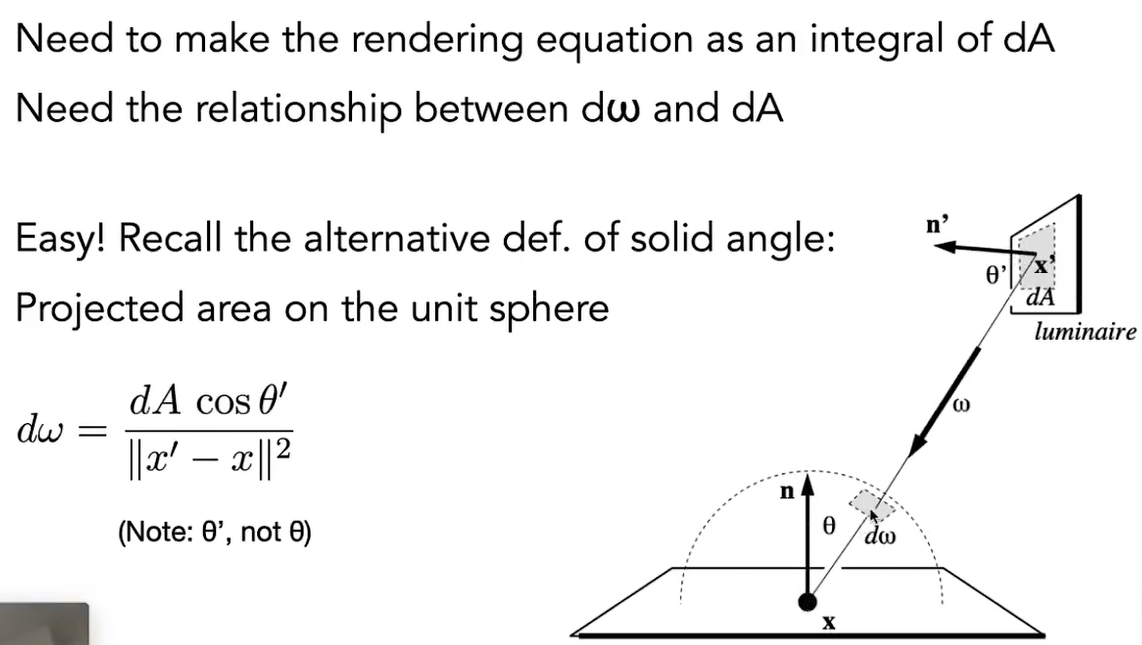 Need to make the rendering equation as an integral of dA
Need the relationship between dω and dA
Easy! Recall the alternative def. of solid angle:
Projected area on the unit sphere
dω = dA cos θ′ / ‖x′ − x‖²
(Note: θ’, not θ)
n’
θ’
x’
dA
luminaire
ω
n
θ
dω
x